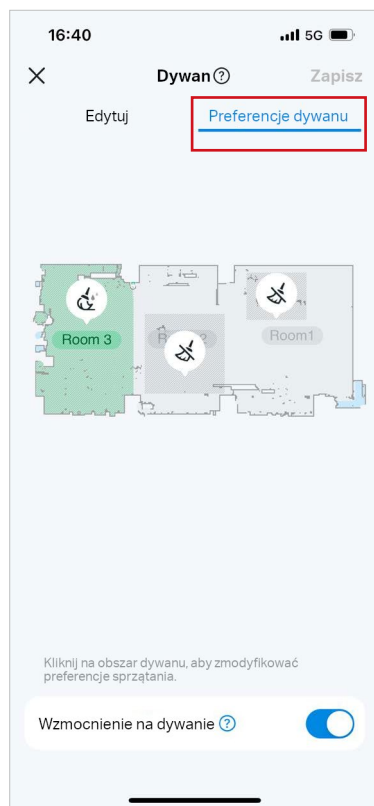 16:40 5G
Dywan? Zapisz
Edytuj Preferencje dywanu
Room 3
Room1
Kliknij na obszar dywanu, aby zmodyfikować
preferencje sprzątania.
Wzmocnienie na dywanie ?